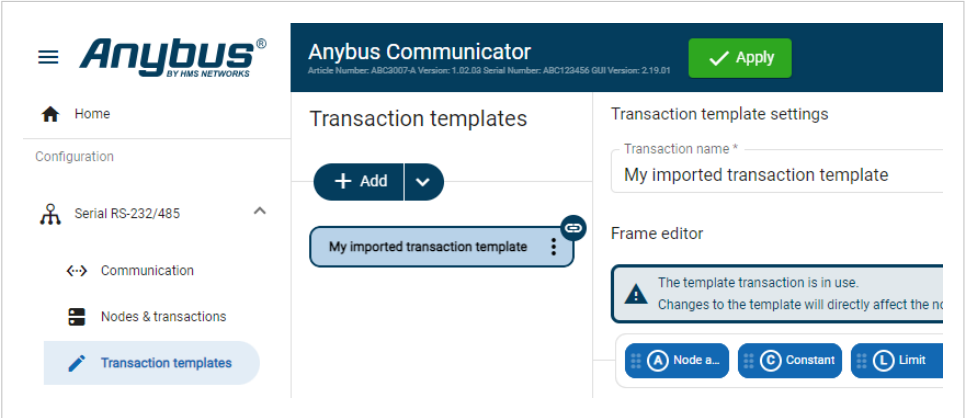 Anybus®
BY HMS NETWORKS
Anybus Communicator
Article Number: ABC3007-A Version: 1.02.03 Serial Number: ABC123456 GUI Version: 2.19.01
Apply
Home
Configuration
Serial RS-232/485
Communication
Nodes & transactions
Transaction templates
Transaction templates
Add
My imported transaction template
Transaction template settings
Transaction name *
My imported transaction template
Frame editor
The template transaction is in use.
Changes to the template will directly affect the no
A Node a...
C Constant
L Limit